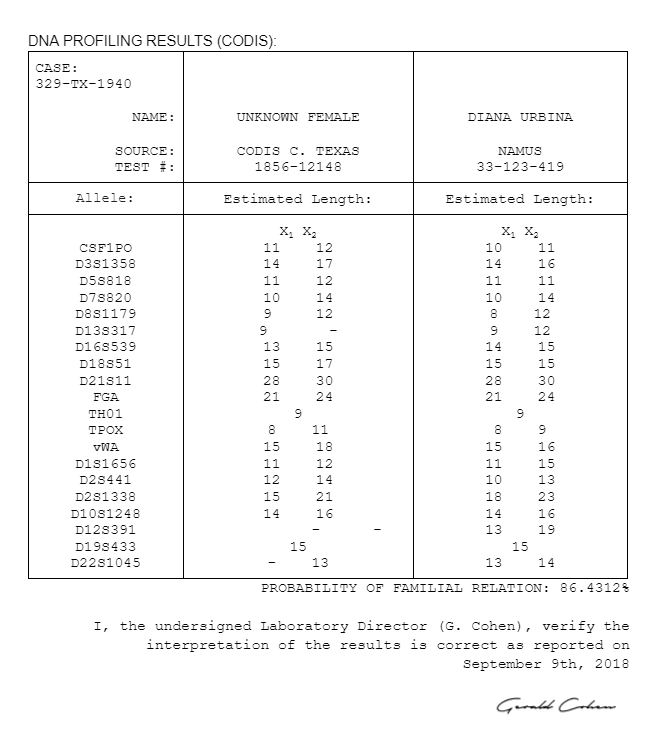 DNA PROFILING RESULTS (CODIS):
CASE:
329-TX-1940
NAME: UNKNOWN FEMALE DIANA URBINA
SOURCE: CODIS C. TEXAS NAMUS
TEST #: 1856-12148 33-123-419
Allele: Estimated Length: Estimated Length:
X₁ X₂ X₁ X₂
CSF1PO 11 12 10 11
D3S1358 14 17 14 16
D5S818 11 12 11 11
D7S820 10 14 10 14
D8S1179 9 12 8 12
D13S317 9 - 9 12
D16S539 13 15 14 15
D18S51 15 17 15 15
D21S11 28 30 28 30
FGA 21 24 21 24
TH01 9 9
TPOX 8 11 8 9
vWA 15 18 15 16
D1S1656 11 12 11 15
D2S441 12 14 10 13
D2S1338 15 21 18 23
D10S1248 14 16 14 16
D12S391 - - 13 19
D19S433 15 15
D22S1045 - 13 13 14
PROBABILITY OF FAMILIAL RELATION: 86.4312%
I, the undersigned Laboratory Director (G. Cohen), verify the
interpretation of the results is correct as reported on
September 9th, 2018
Gerald Cohen